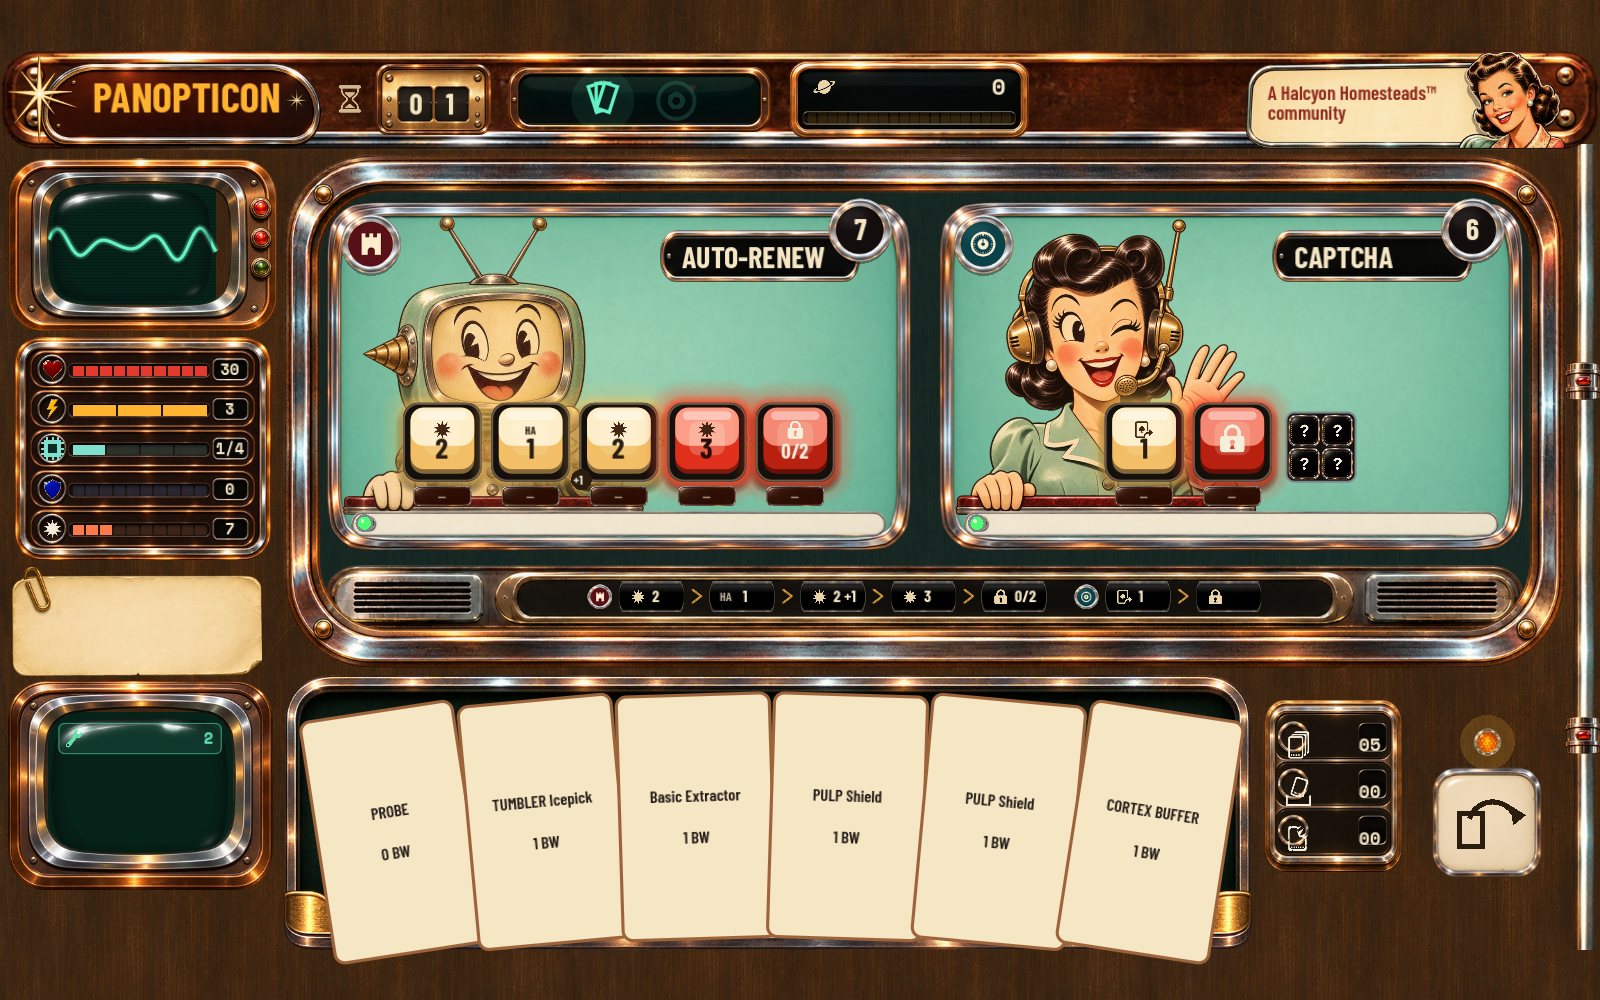 PANOPTICON
0 1
0
A Halcyon Homesteads™
community
7
AUTO-RENEW
6
CAPTCHA
2
HA
1
+1
2
3
0/2
1
? ?
? ?
30
3
1/4
0
7
2
HA 1
2 +1
3
0/2
1
2
PROBE
0 BW
TUMBLER Icepick
1 BW
Basic Extractor
1 BW
PULP Shield
1 BW
PULP Shield
1 BW
CORTEX BUFFER
1 BW
05
00
00